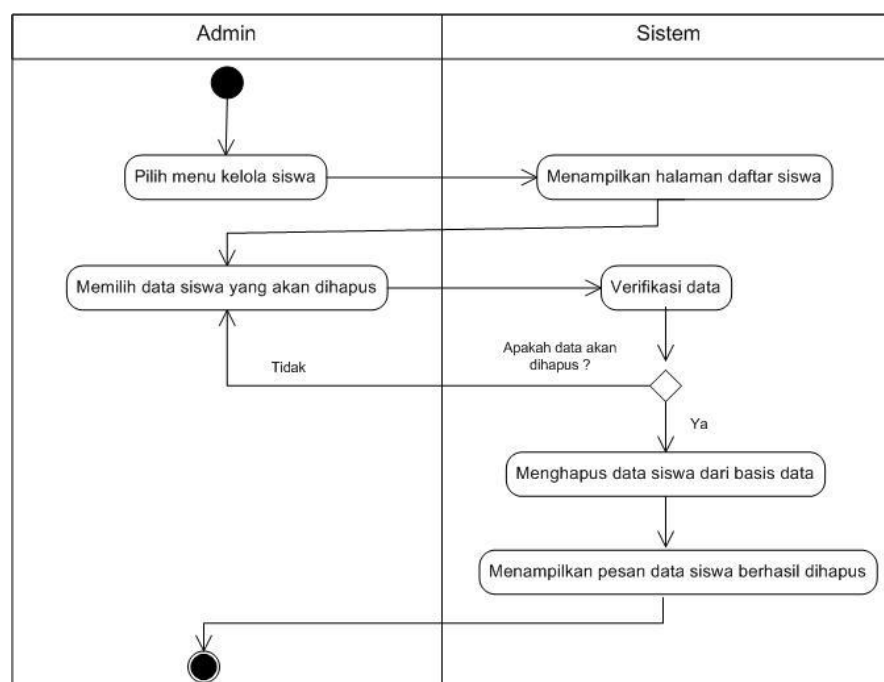 Admin
Sistem
Pilih menu kelola siswa
Menampilkan halaman daftar siswa
Memilih data siswa yang akan dihapus
Verifikasi data
Apakah data akan
dihapus ?
Tidak
Ya
Menghapus data siswa dari basis data
Menampilkan pesan data siswa berhasil dihapus